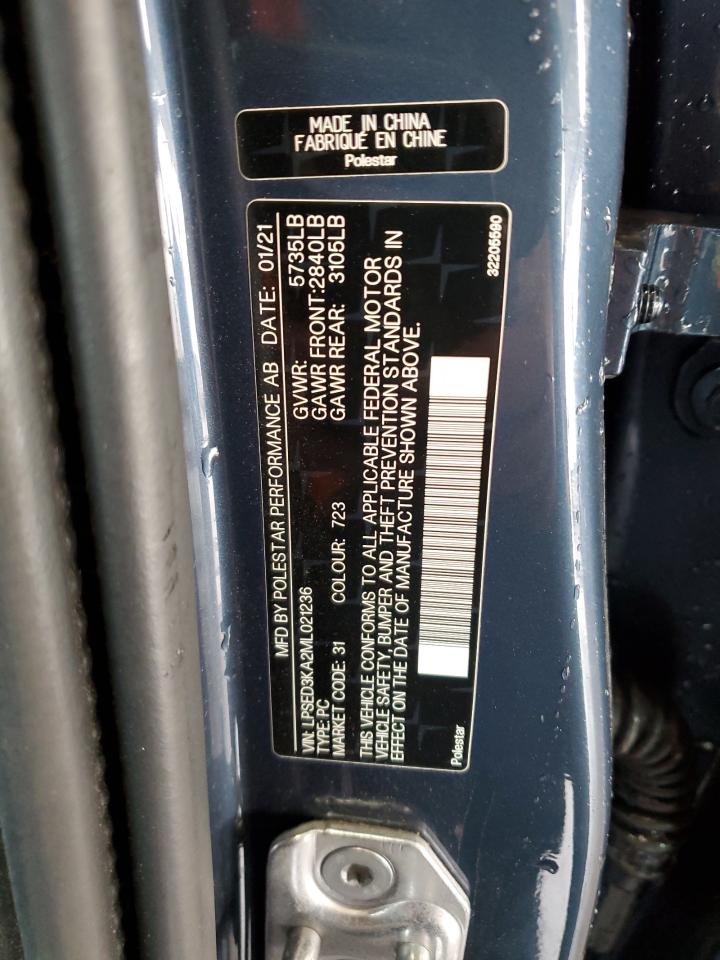 MADE IN CHINA
FABRIQUÉ EN CHINE
Polestar
MFD BY POLESTAR PERFORMANCE AB DATE: 01/21
VIN: LPSED3KA2ML021236 GVWR: 5735LB
TYPE: PC GAWR FRONT:2840LB
MARKET CODE: 31 COLOUR: 723 GAWR REAR: 3105LB
THIS VEHICLE CONFORMS TO ALL APPLICABLE FEDERAL MOTOR
VEHICLE SAFETY, BUMPER AND THEFT PREVENTION STANDARDS IN
EFFECT ON THE DATE OF MANUFACTURE SHOWN ABOVE.
Polestar 32205590